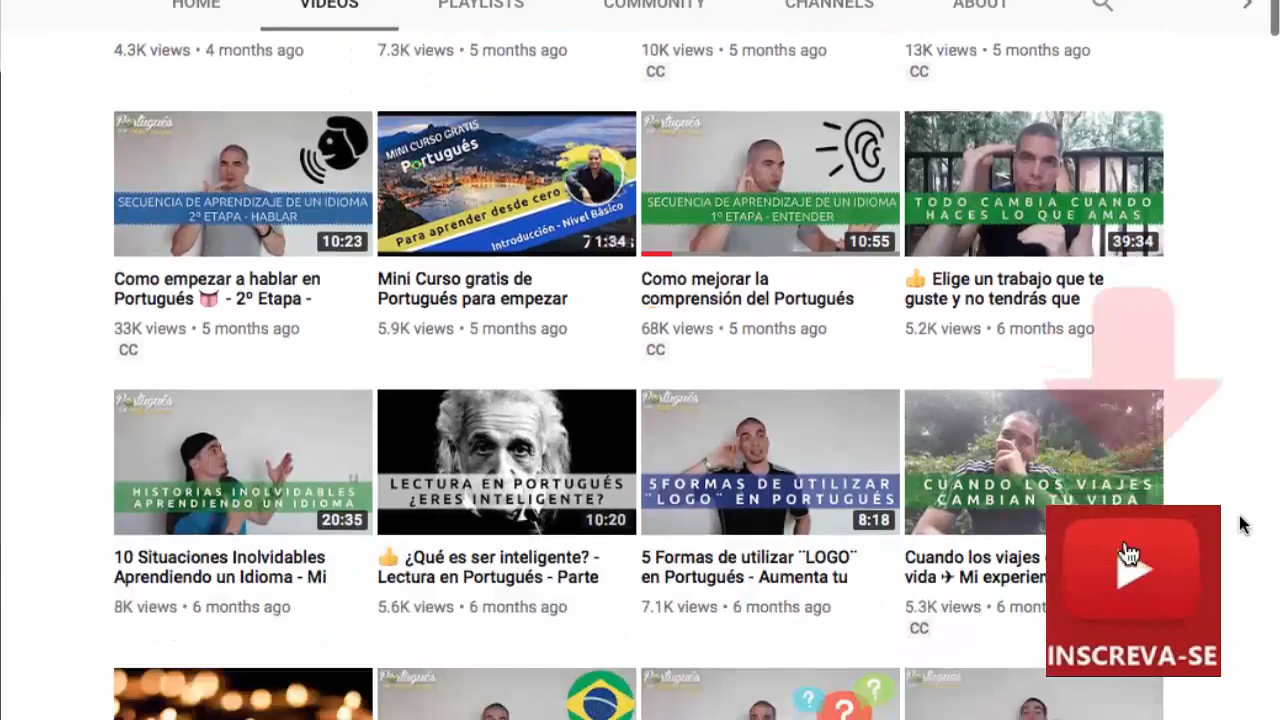 HOME VIDEOS PLAYLISTS COMMUNITY CHANNELS ABOUT
4.3K views • 4 months ago
7.3K views • 5 months ago
10K views • 5 months ago
CC
13K views • 5 months ago
CC
Portugués
SECUENCIA DE APRENDIZAJE DE UN IDIOMA
2º ETAPA - HABLAR
10:23
MINI CURSO GRATIS
Portugués
Para aprender desde cero
Introducción - Nivel Básico
1:34
Portugués
SECUENCIA DE APRENDIZAJE DE UN IDIOMA
1º ETAPA - ENTENDER
10:55
TODO CAMBIA CUANDO
HACES LO QUE AMAS
39:34
Como empezar a hablar en
Portugués 👅 - 2º Etapa -
33K views • 5 months ago
CC
Mini Curso gratis de
Portugués para empezar
5.9K views • 5 months ago
Como mejorar la
comprensión del Portugués
68K views • 5 months ago
CC
👍 Elige un trabajo que te
guste y no tendrás que
5.2K views • 6 months ago
Portugués
HISTORIAS INOLVIDABLES
APRENDIENDO UN IDIOMA
20:35
LECTURA EN PORTUGUÉS
¿ERES INTELIGENTE?
10:20
Portugués
5 FORMAS DE UTILIZAR
¨LOGO¨ EN PORTUGUÉS
8:18
CUANDO LOS VIAJES
CAMBIAN TU VIDA
10 Situaciones Inolvidables
Aprendiendo un Idioma - Mi
8K views • 6 months ago
👍 ¿Qué es ser inteligente? -
Lectura en Portugués - Parte
5.6K views • 6 months ago
5 Formas de utilizar ¨LOGO¨
en Portugués - Aumenta tu
7.1K views • 6 months ago
Cuando los viajes
vida ✈ Mi experien
5.3K views • 6 mont
CC
INSCREVA-SE
Portugués
Portugués
Portugués